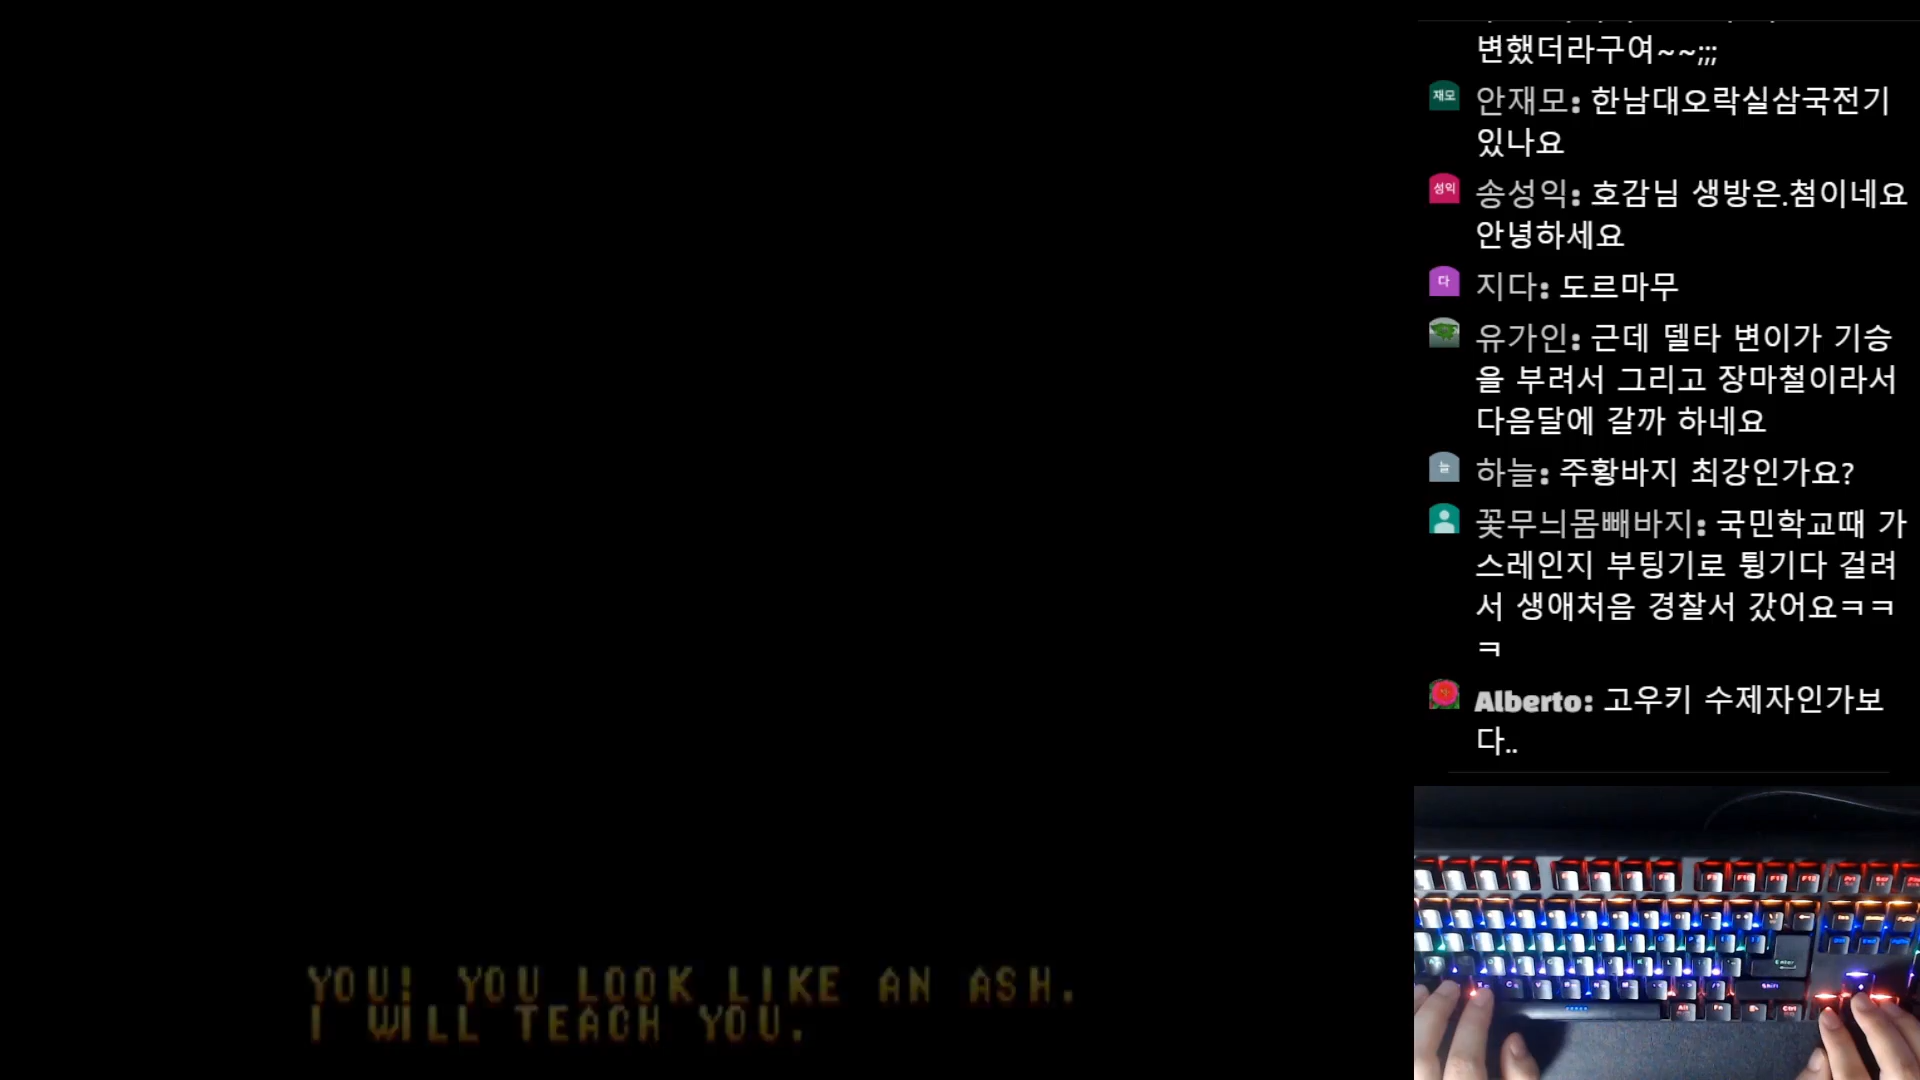 변했더라구여~~;;;
재모 안재모: 한남대오락실삼국전기
있나요
성익 송성익: 호감님 생방은.첨이네요
안녕하세요
다 지다: 도르마무
유가인: 근데 델타 변이가 기승
을 부려서 그리고 장마철이라서
다음달에 갈까 하네요
늘 하늘: 주황바지 최강인가요?
꽃무늬몸빼바지: 국민학교때 가
스레인지 부팅기로 튕기다 걸려
서 생애처음 경찰서 갔어요ㅋㅋ
ㅋ
Alberto: 고우키 수제자인가보
다..
YOU! YOU LOOK LIKE AN ASH.
I WILL TEACH YOU.